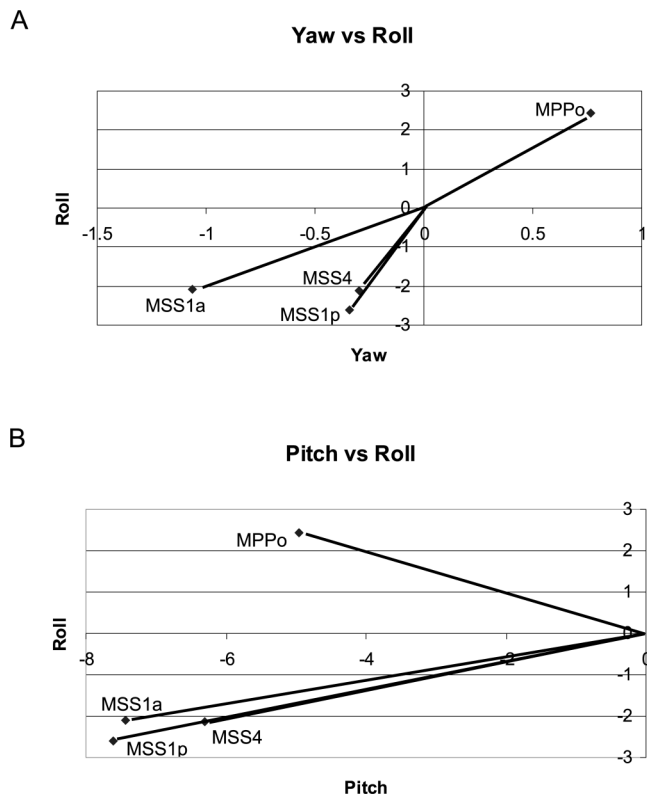 A
Yaw vs Roll
3
MPPo
2
1
Roll
0
-1.5 -1 -0.5 0 0.5 1
-1
MSS4
-2
MSS1a
MSS1p
-3
Yaw
B
Pitch vs Roll
3
MPPo
2
1
Roll
0
-8 -6 -4 -2 0
-1
MSS1a
-2
MSS1p MSS4
-3
Pitch